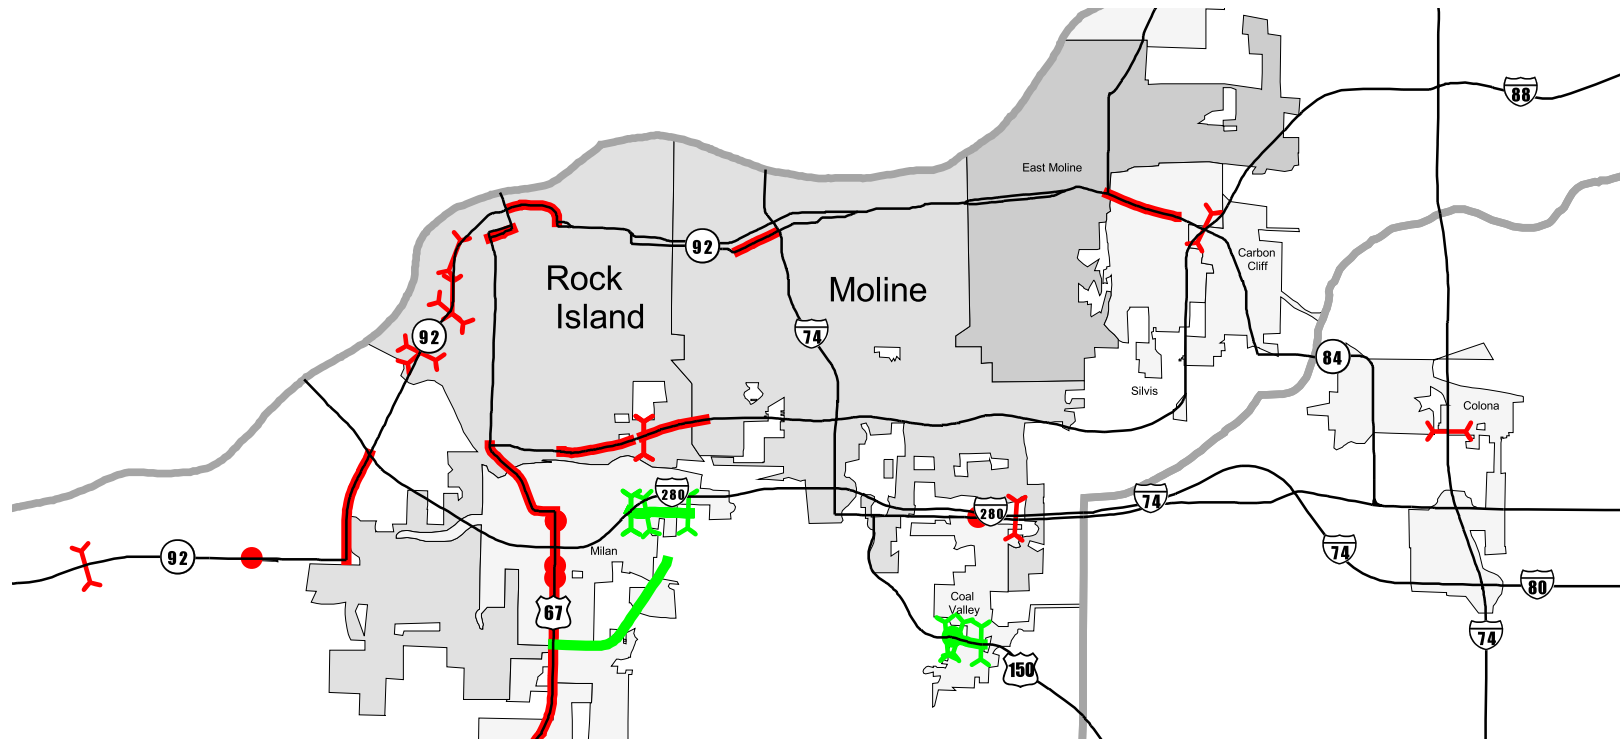 88
East Moline
92
Carbon
Cliff
Rock
Island
Moline
92
74
84
Silvis
Colona
280
74
280
Milan
92
74
80
Coal
Valley
67
74
150